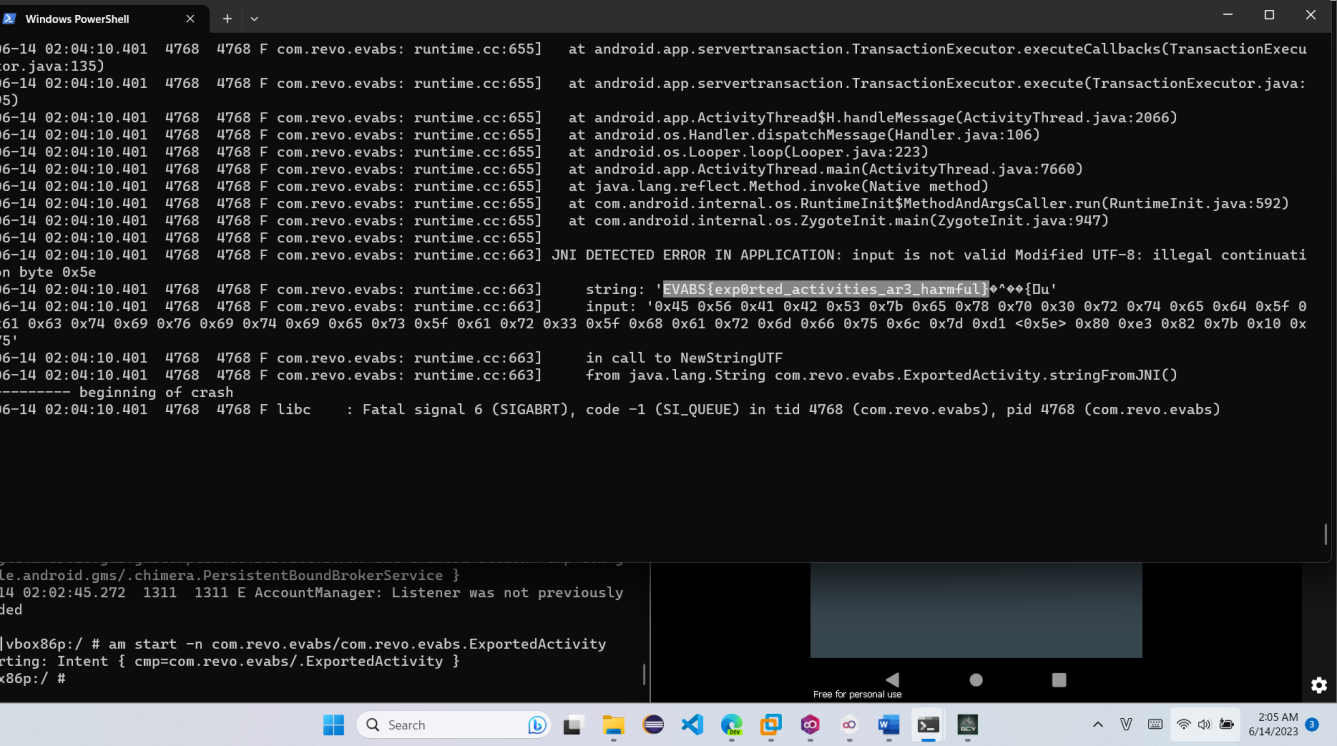 Windows PowerShell
06-14 02:04:10.401  4768  4768 F com.revo.evabs: runtime.cc:655]   at android.app.servertransaction.TransactionExecutor.executeCallbacks(TransactionExecu
tor.java:135)
06-14 02:04:10.401  4768  4768 F com.revo.evabs: runtime.cc:655]   at android.app.servertransaction.TransactionExecutor.execute(TransactionExecutor.java:
95)
06-14 02:04:10.401  4768  4768 F com.revo.evabs: runtime.cc:655]   at android.app.ActivityThread$H.handleMessage(ActivityThread.java:2066)
06-14 02:04:10.401  4768  4768 F com.revo.evabs: runtime.cc:655]   at android.os.Handler.dispatchMessage(Handler.java:106)
06-14 02:04:10.401  4768  4768 F com.revo.evabs: runtime.cc:655]   at android.os.Looper.loop(Looper.java:223)
06-14 02:04:10.401  4768  4768 F com.revo.evabs: runtime.cc:655]   at android.app.ActivityThread.main(ActivityThread.java:7660)
06-14 02:04:10.401  4768  4768 F com.revo.evabs: runtime.cc:655]   at java.lang.reflect.Method.invoke(Native method)
06-14 02:04:10.401  4768  4768 F com.revo.evabs: runtime.cc:655]   at com.android.internal.os.RuntimeInit$MethodAndArgsCaller.run(RuntimeInit.java:592)
06-14 02:04:10.401  4768  4768 F com.revo.evabs: runtime.cc:655]   at com.android.internal.os.ZygoteInit.main(ZygoteInit.java:947)
06-14 02:04:10.401  4768  4768 F com.revo.evabs: runtime.cc:655]
06-14 02:04:10.401  4768  4768 F com.revo.evabs: runtime.cc:663] JNI DETECTED ERROR IN APPLICATION: input is not valid Modified UTF-8: illegal continuati
on byte 0x5e
06-14 02:04:10.401  4768  4768 F com.revo.evabs: runtime.cc:663]     string: 'EVABS{exp0rted_activities_ar3_harmful}�^��{▯u'
06-14 02:04:10.401  4768  4768 F com.revo.evabs: runtime.cc:663]     input: '0x45 0x56 0x41 0x42 0x53 0x7b 0x65 0x78 0x70 0x30 0x72 0x74 0x65 0x64 0x5f 0
x61 0x63 0x74 0x69 0x76 0x69 0x74 0x69 0x65 0x73 0x5f 0x61 0x72 0x33 0x5f 0x68 0x61 0x72 0x6d 0x66 0x75 0x6c 0x7d 0xd1 <0x5e> 0x80 0xe3 0x82 0x7b 0x10 0x
75'
06-14 02:04:10.401  4768  4768 F com.revo.evabs: runtime.cc:663]     in call to NewStringUTF
06-14 02:04:10.401  4768  4768 F com.revo.evabs: runtime.cc:663]     from java.lang.String com.revo.evabs.ExportedActivity.stringFromJNI()
--------- beginning of crash
06-14 02:04:10.401  4768  4768 F libc    : Fatal signal 6 (SIGABRT), code -1 (SI_QUEUE) in tid 4768 (com.revo.evabs), pid 4768 (com.revo.evabs)
le.android.gms/.chimera.PersistentBoundBrokerService }
14 02:02:45.272  1311  1311 E AccountManager: Listener was not previously
ded
|vbox86p:/ # am start -n com.revo.evabs/com.revo.evabs.ExportedActivity
rting: Intent { cmp=com.revo.evabs/.ExportedActivity }
x86p:/ #
Free for personal use
Search
2:05 AM
6/14/2023
3